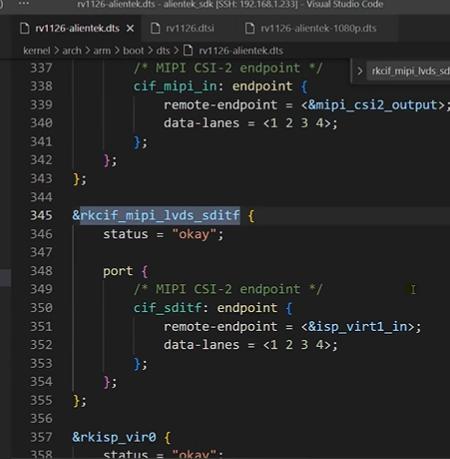 rv1126-alientek.dts - alientek_sdk [SSH: 192.168.1.233] - Visual Studio Code
rv1126-alientek.dts × rv1126.dtsi rv1126-alientek-1080p.dts
kernel > arch > arm > boot > dts > rv1126-alientek.dts
> rkcif_mipi_lvds_sd
337 /* MIPI CSI-2 endpoint */
338 cif_mipi_in: endpoint {
339 remote-endpoint = <&mipi_csi2_output>;
340 data-lanes = <1 2 3 4>;
341 };
342 };
343 };
344
345 &rkcif_mipi_lvds_sditf {
346 status = "okay";
347
348 port {
349 /* MIPI CSI-2 endpoint */
350 cif_sditf: endpoint {
351 remote-endpoint = <&isp_virt1_in>;
352 data-lanes = <1 2 3 4>;
353 };
354 };
355 };
356
357 &rkisp_vir0 {
358 status = "okay";